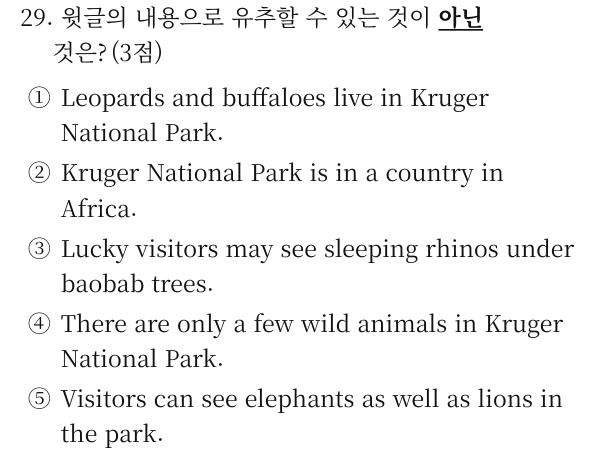 29. 윗글의 내용으로 유추할 수 있는 것이 아닌
것은? (3점)
① Leopards and buffaloes live in Kruger
National Park.
② Kruger National Park is in a country in
Africa.
③ Lucky visitors may see sleeping rhinos under
baobab trees.
④ There are only a few wild animals in Kruger
National Park.
⑤ Visitors can see elephants as well as lions in
the park.